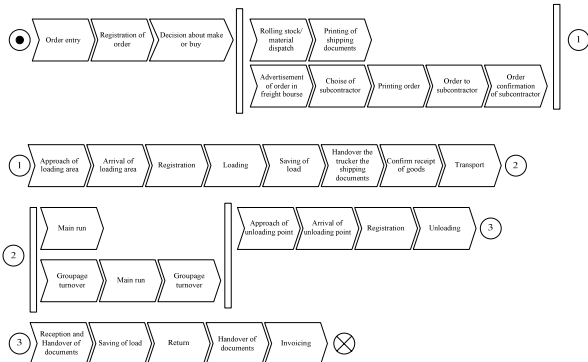 Order entry
Registration of
order
Decision about make
or buy
Rolling stock/
material
dispatch
Printing of
shipping
documents
Advertisement
of order in
freight bourse
Choise of
subcontractor
Printing order
Order to
subcontractor
Order
confirmation
of subcontractor
1
1
Approach of
loading area
Arrival of
loading area
Registration
Loading
Saving of
load
Handover the
trucker the
shipping
documents
Confirm receipt
of goods
Transport
2
2
Main run
Groupage
turnover
Main run
Groupage
turnover
Approach of
unloading point
Arrival of
unloading point
Registration
Unloading
3
3
Reception and
Handover of
documents
Saving of load
Return
Handover of
documents
Invoicing